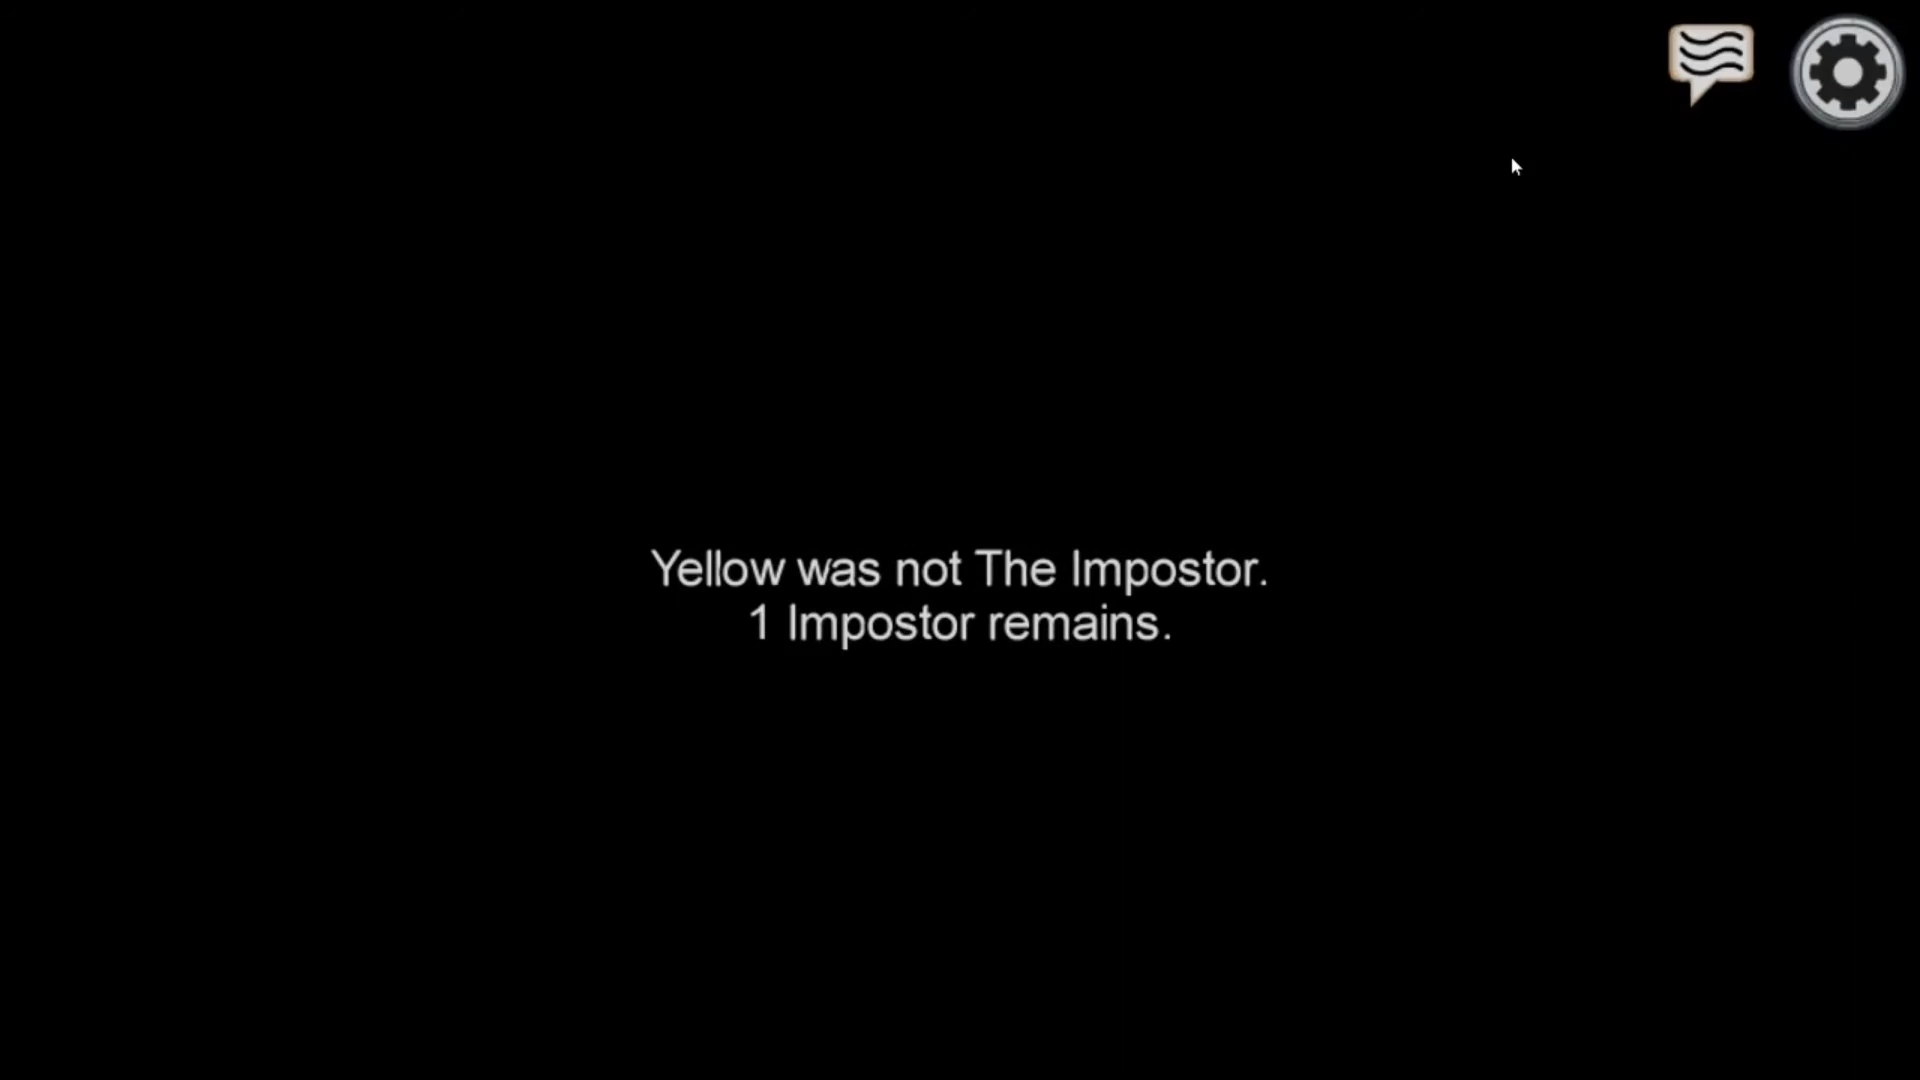 Yellow was not The Impostor.
1 Impostor remains.